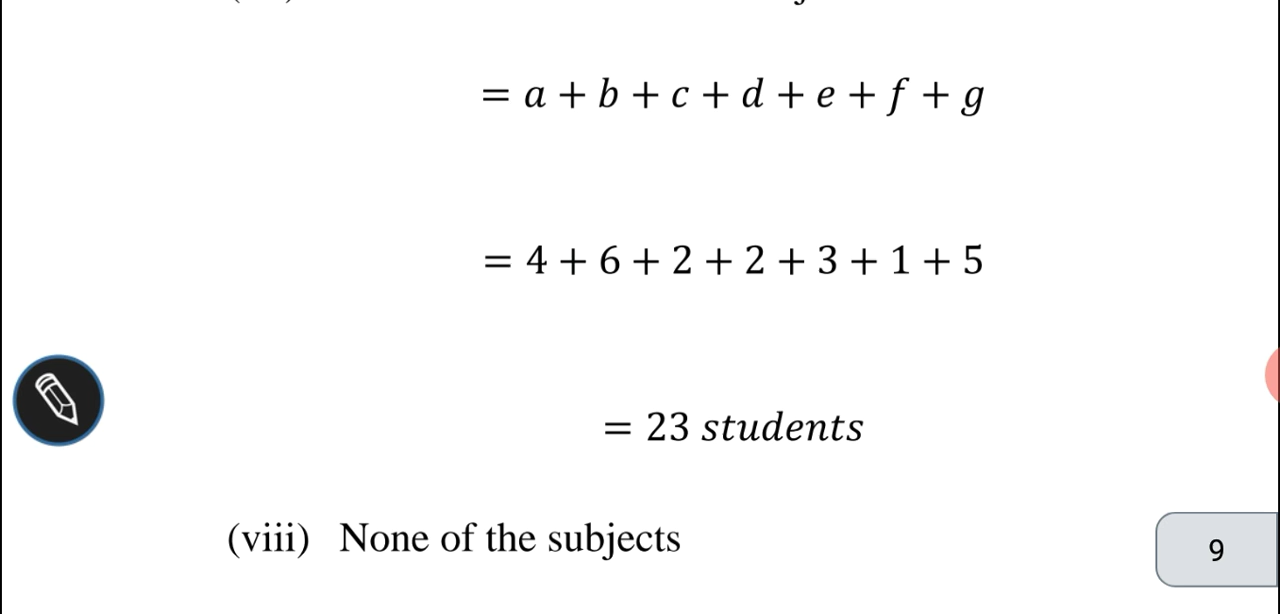 = a + b + c + d + e + f + g
= 4 + 6 + 2 + 2 + 3 + 1 + 5
= 23 students
(viii) None of the subjects
9